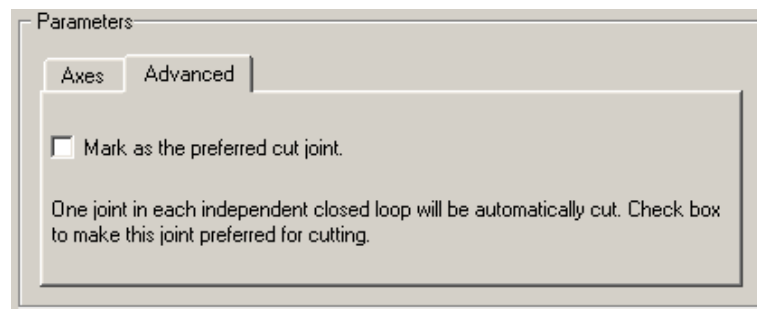 Parameters
Axes Advanced
Mark as the preferred cut joint.
One joint in each independent closed loop will be automatically cut. Check box
to make this joint preferred for cutting.